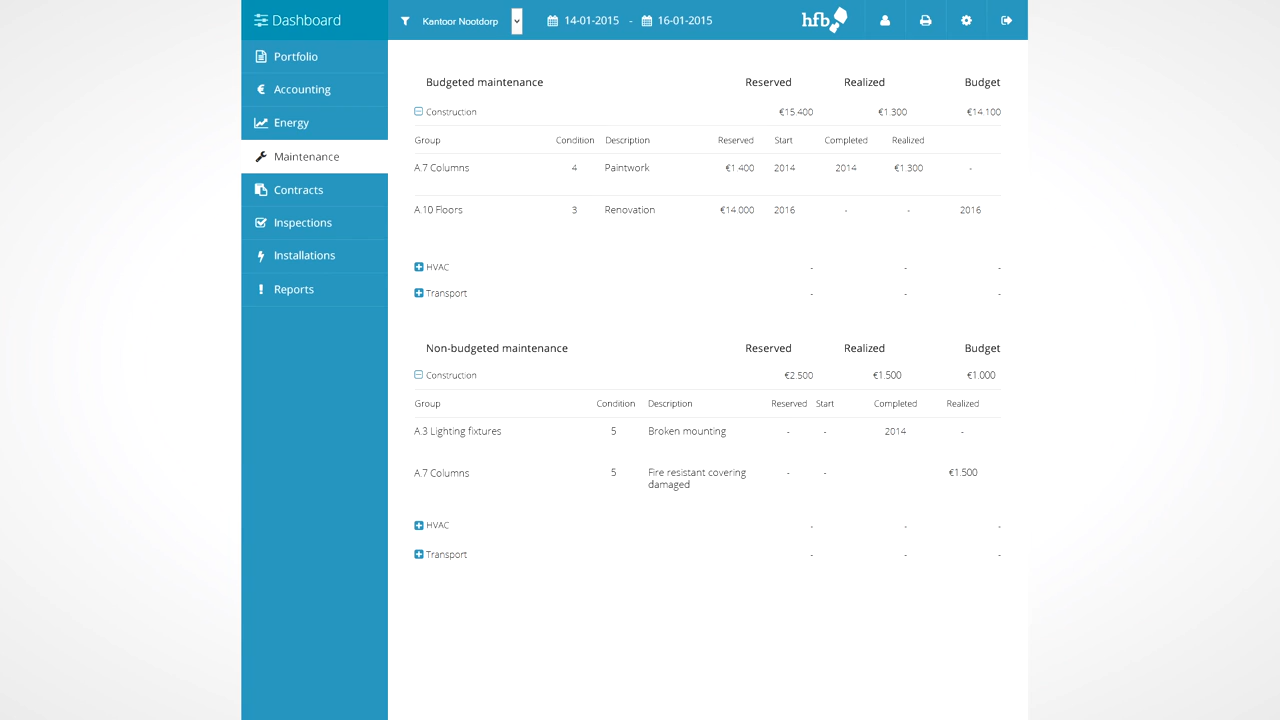 Dashboard
Kantoor Nootdorp 14-01-2015 - 16-01-2015 hfb
Portfolio
Accounting
Energy
Maintenance
Contracts
Inspections
Installations
Reports
Budgeted maintenance Reserved Realized Budget
Construction €15.400 €1.300 €14.100
Group Condition Description Reserved Start Completed Realized
A.7 Columns 4 Paintwork €1.400 2014 2014 €1.300 -
A.10 Floors 3 Renovation €14.000 2016 - - 2016
HVAC - - -
Transport - - -
Non-budgeted maintenance Reserved Realized Budget
Construction €2.500 €1.500 €1.000
Group Condition Description Reserved Start Completed Realized
A.3 Lighting fixtures 5 Broken mounting - - 2014 -
A.7 Columns 5 Fire resistant covering - - €1.500
damaged
HVAC - - -
Transport - - -